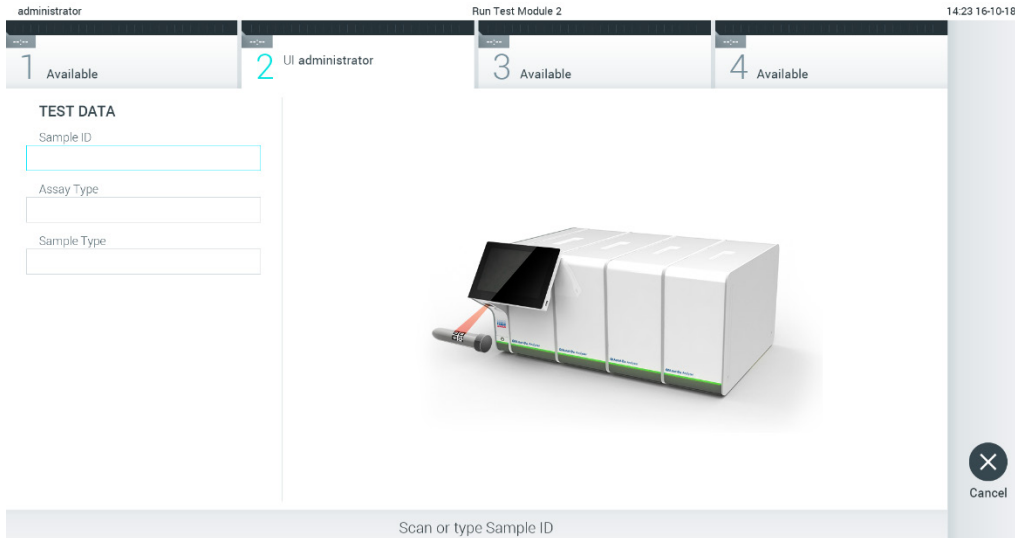 administrator
Run Test Module 2
14:23 16-10-18
--:--
--:--
--:--
--:--
1 Available
2 UI administrator
3 Available
4 Available
TEST DATA
Sample ID
Assay Type
Sample Type
Cancel
Scan or type Sample ID